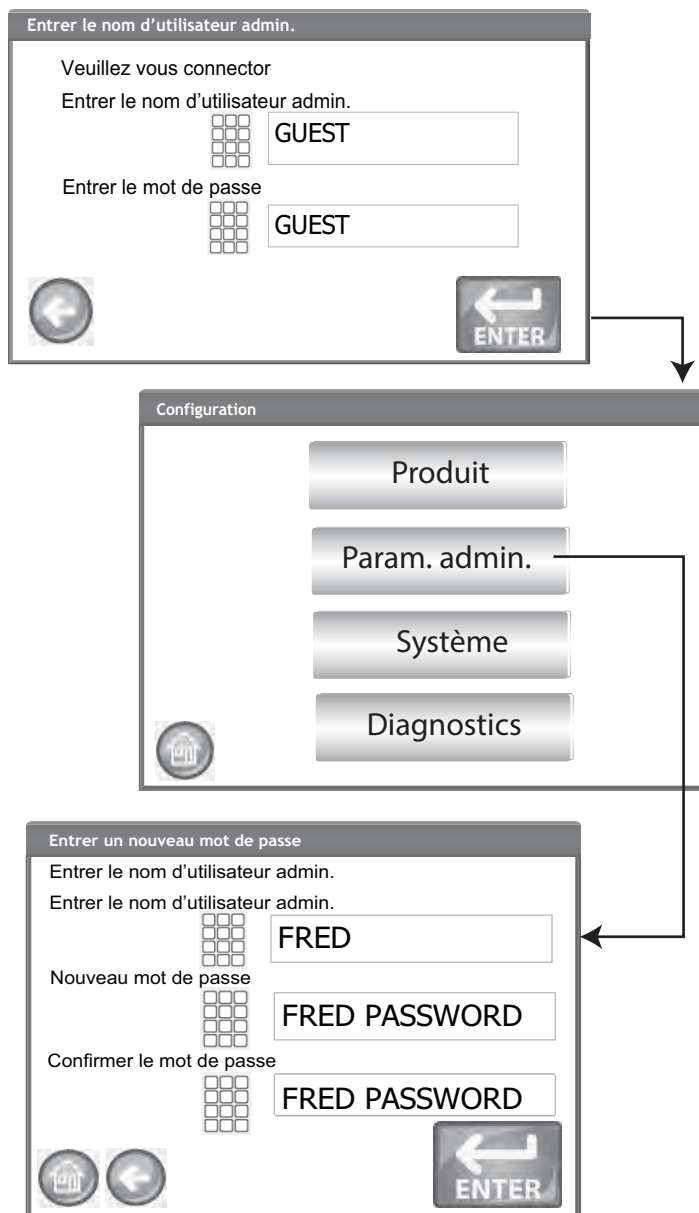 Entrer le nom d'utilisateur admin.
Veuillez vous connector
Entrer le nom d'utilisateur admin.
GUEST
Entrer le mot de passe
GUEST
ENTER
Configuration
Produit
Param. admin.
Système
Diagnostics
Entrer un nouveau mot de passe
Entrer le nom d'utilisateur admin.
Entrer le nom d'utilisateur admin.
FRED
Nouveau mot de passe
FRED PASSWORD
Confirmer le mot de passe
FRED PASSWORD
ENTER